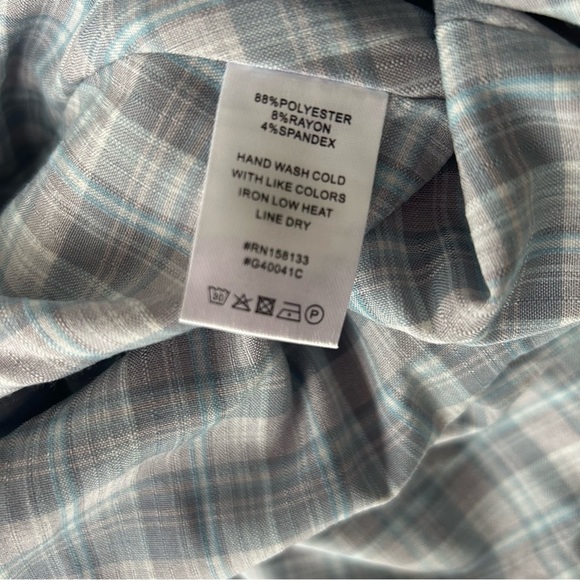 88%POLYESTER
8%RAYON
4%SPANDEX
HAND WASH COLD
WITH LIKE COLORS
IRON LOW HEAT
LINE DRY
#RN158133
#G40041C
30 P